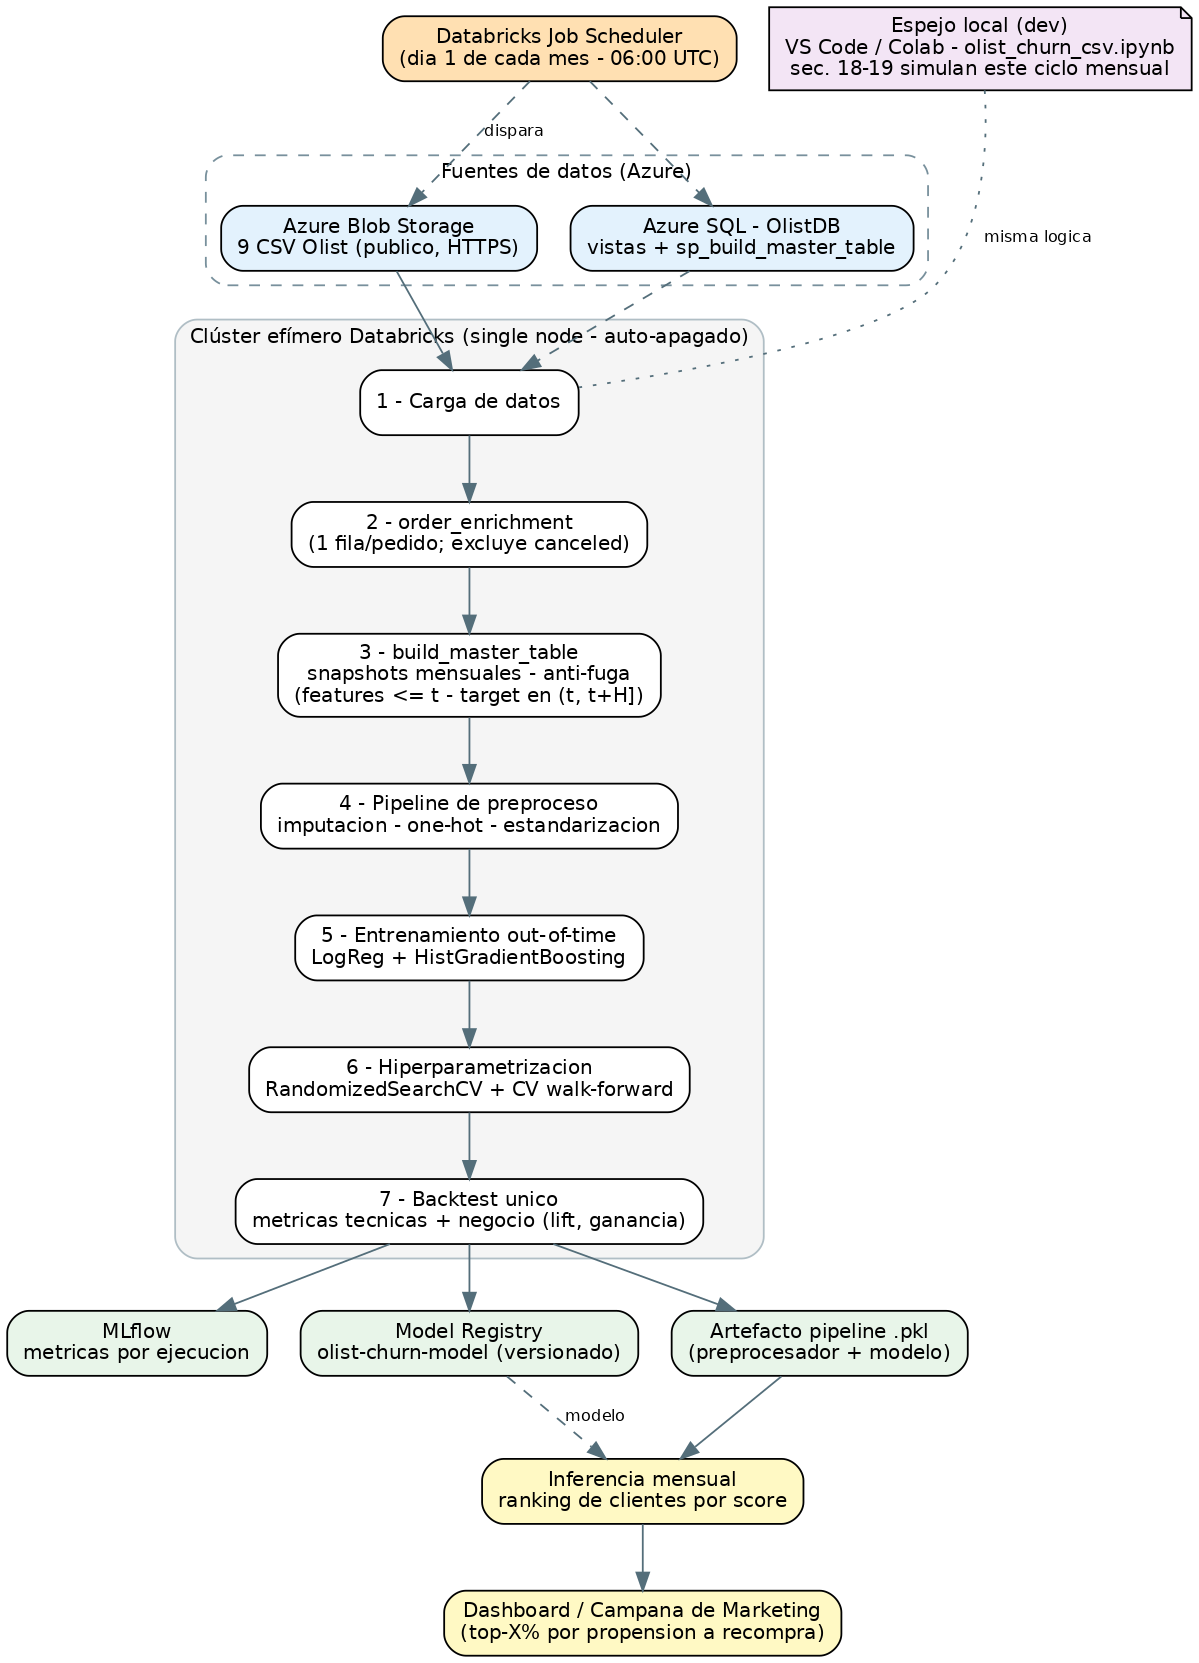 Databricks Job Scheduler
(dia 1 de cada mes - 06:00 UTC)
Espejo local (dev)
VS Code / Colab - olist_churn_csv.ipynb
sec. 18-19 simulan este ciclo mensual
dispara
Fuentes de datos (Azure)
Azure Blob Storage
9 CSV Olist (publico, HTTPS)
Azure SQL - OlistDB
vistas + sp_build_master_table
misma logica
Clúster efímero Databricks (single node - auto-apagado)
1 - Carga de datos
2 - order_enrichment
(1 fila/pedido; excluye canceled)
3 - build_master_table
snapshots mensuales - anti-fuga
(features <= t - target en (t, t+H])
4 - Pipeline de preproceso
imputacion - one-hot - estandarizacion
5 - Entrenamiento out-of-time
LogReg + HistGradientBoosting
6 - Hiperparametrizacion
RandomizedSearchCV + CV walk-forward
7 - Backtest unico
metricas tecnicas + negocio (lift, ganancia)
MLflow
metricas por ejecucion
Model Registry
olist-churn-model (versionado)
Artefacto pipeline .pkl
(preprocesador + modelo)
modelo
Inferencia mensual
ranking de clientes por score
Dashboard / Campana de Marketing
(top-X% por propension a recompra)